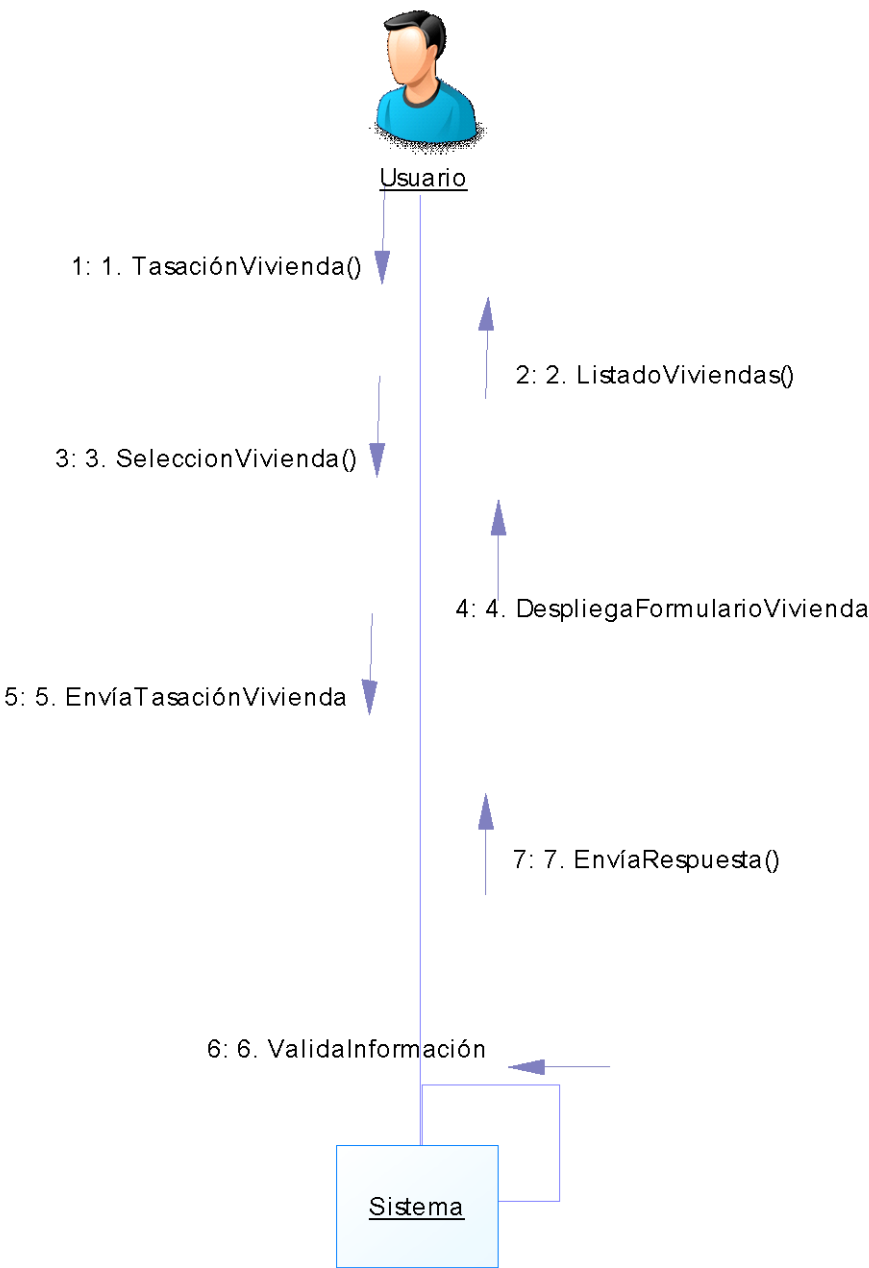 Usuario
1: 1. TasaciónVivienda()
2: 2. ListadoViviendas()
3: 3. SeleccionVivienda()
4: 4. DespliegaFormularioVivienda
5: 5. EnvíaTasaciónVivienda
7: 7. EnvíaRespuesta()
6: 6. ValidaInformación
Sistema